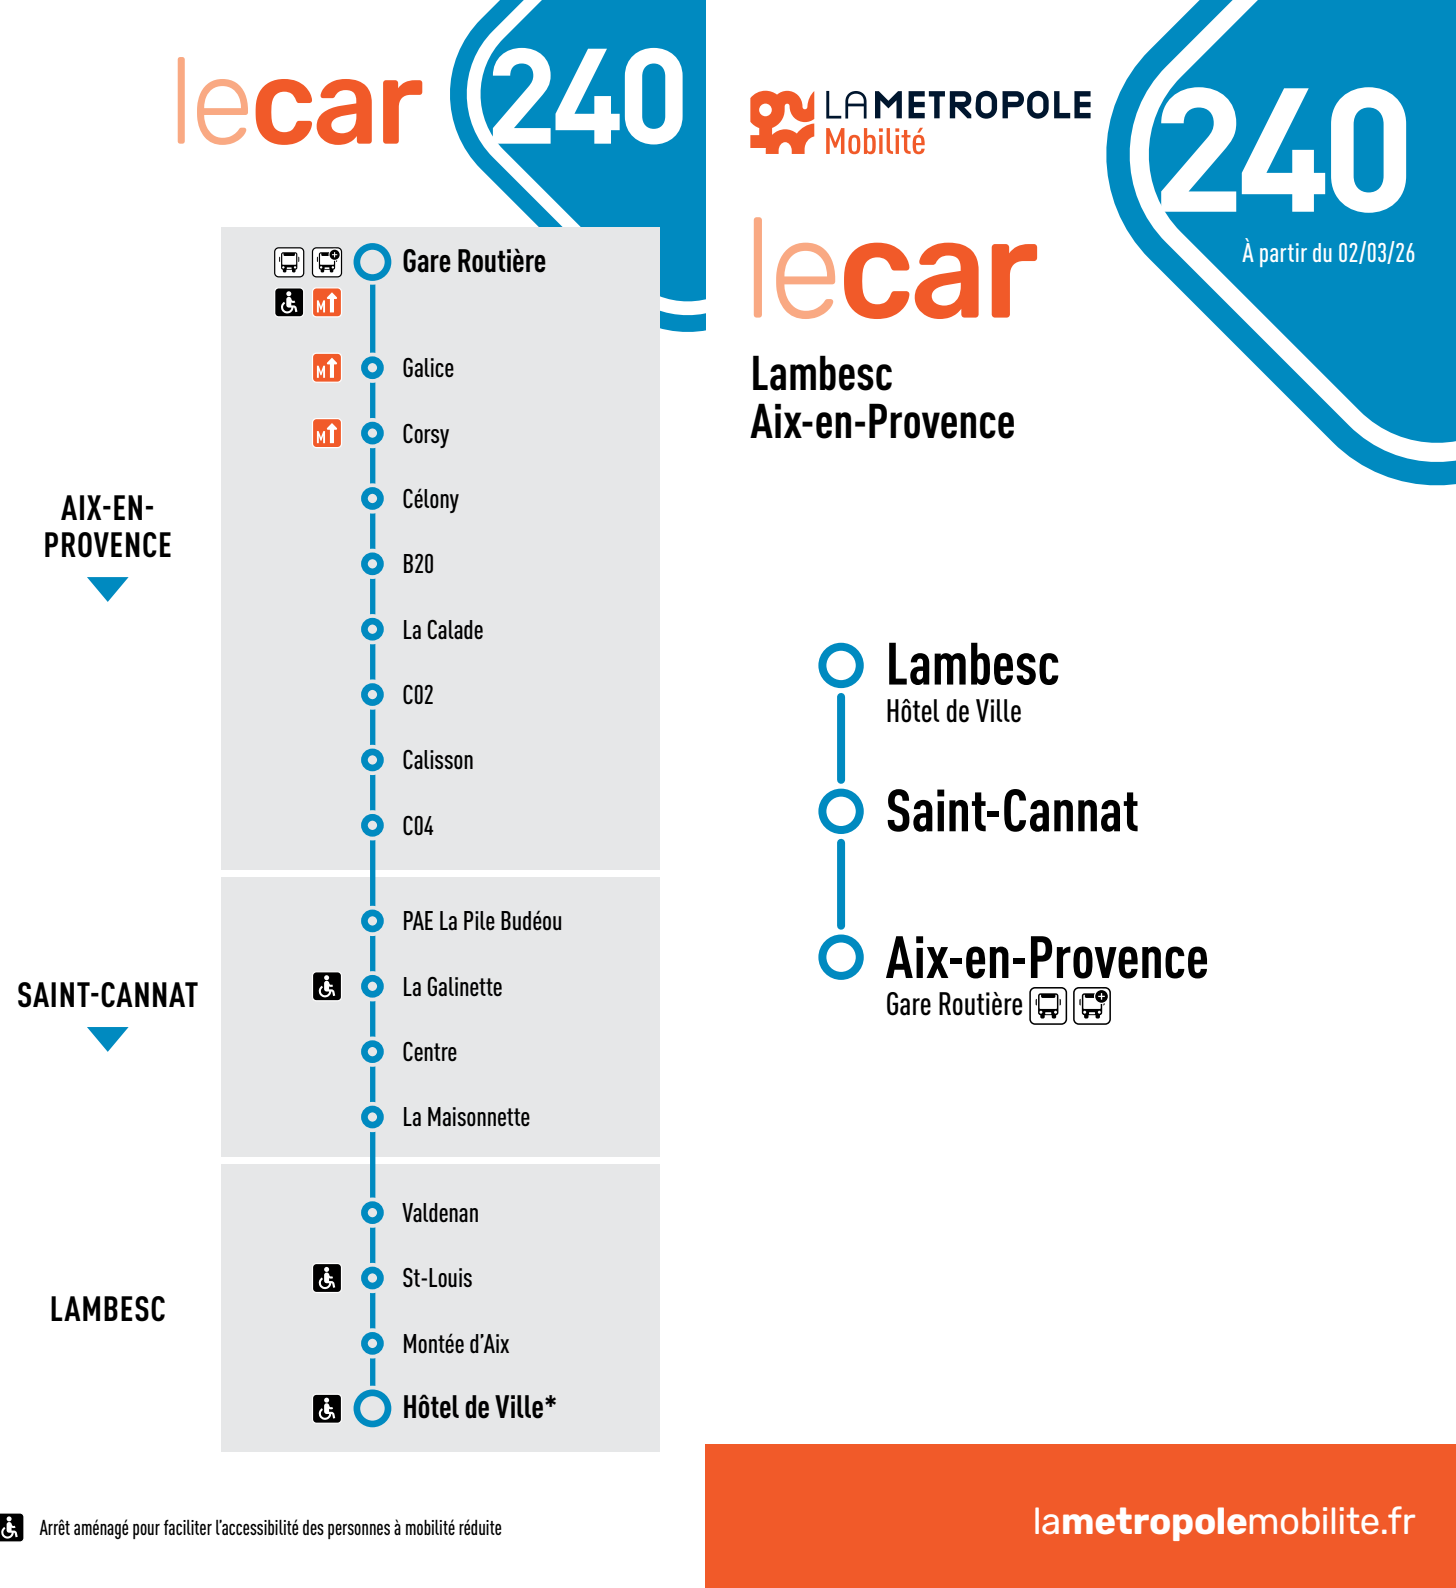 lecar
240
Gare Routière
M
Galice
M
Corsy
M
Célony
B20
La Calade
C02
Calisson
C04
AIX-EN-
PROVENCE
PAE La Pile Budéou
La Galinette
Centre
La Maisonnette
SAINT-CANNAT
Valdenan
St-Louis
Montée d'Aix
Hôtel de Ville*
LAMBESC
Arrêt aménagé pour faciliter l'accessibilité des personnes à mobilité réduite
LAMETROPOLE
Mobilité
240
À partir du 02/03/26
lecar
Lambesc
Aix-en-Provence
Lambesc
Hôtel de Ville
Saint-Cannat
Aix-en-Provence
Gare Routière
lametropolemobilite.fr